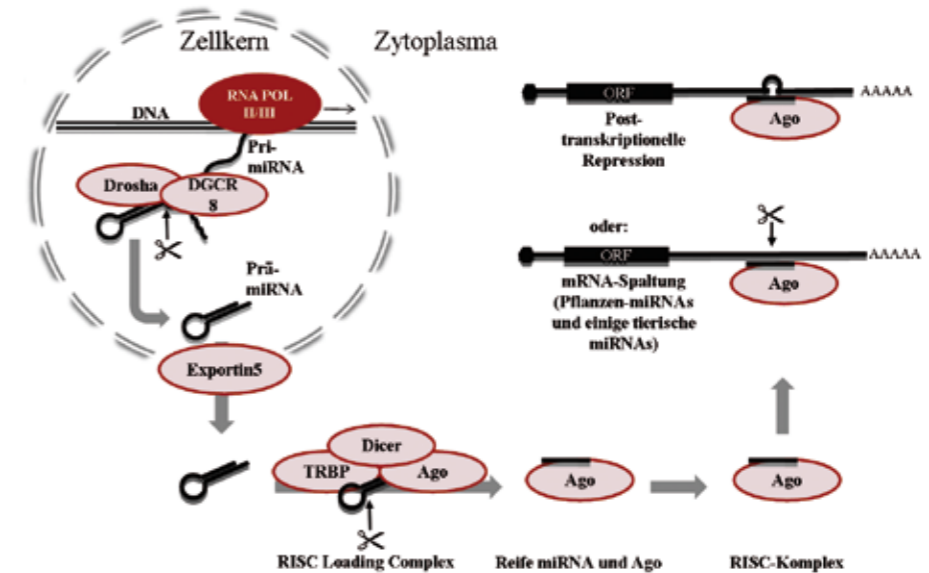 Zellkern
Zytoplasma
RNA POL
II/III
DNA
Pri-
miRNA
Drosha
DGCR
8
Prä-
miRNA
Exportin5
Dicer
TRBP
Ago
RISC Loading Complex
Ago
Reife miRNA und Ago
Ago
RISC-Komplex
ORF
AAAAA
Ago
Post-
transkriptionelle
Repression
oder:
ORF
AAAAA
Ago
mRNA-Spaltung
(Pflanzen-miRNAs
und einige tierische
miRNAs)